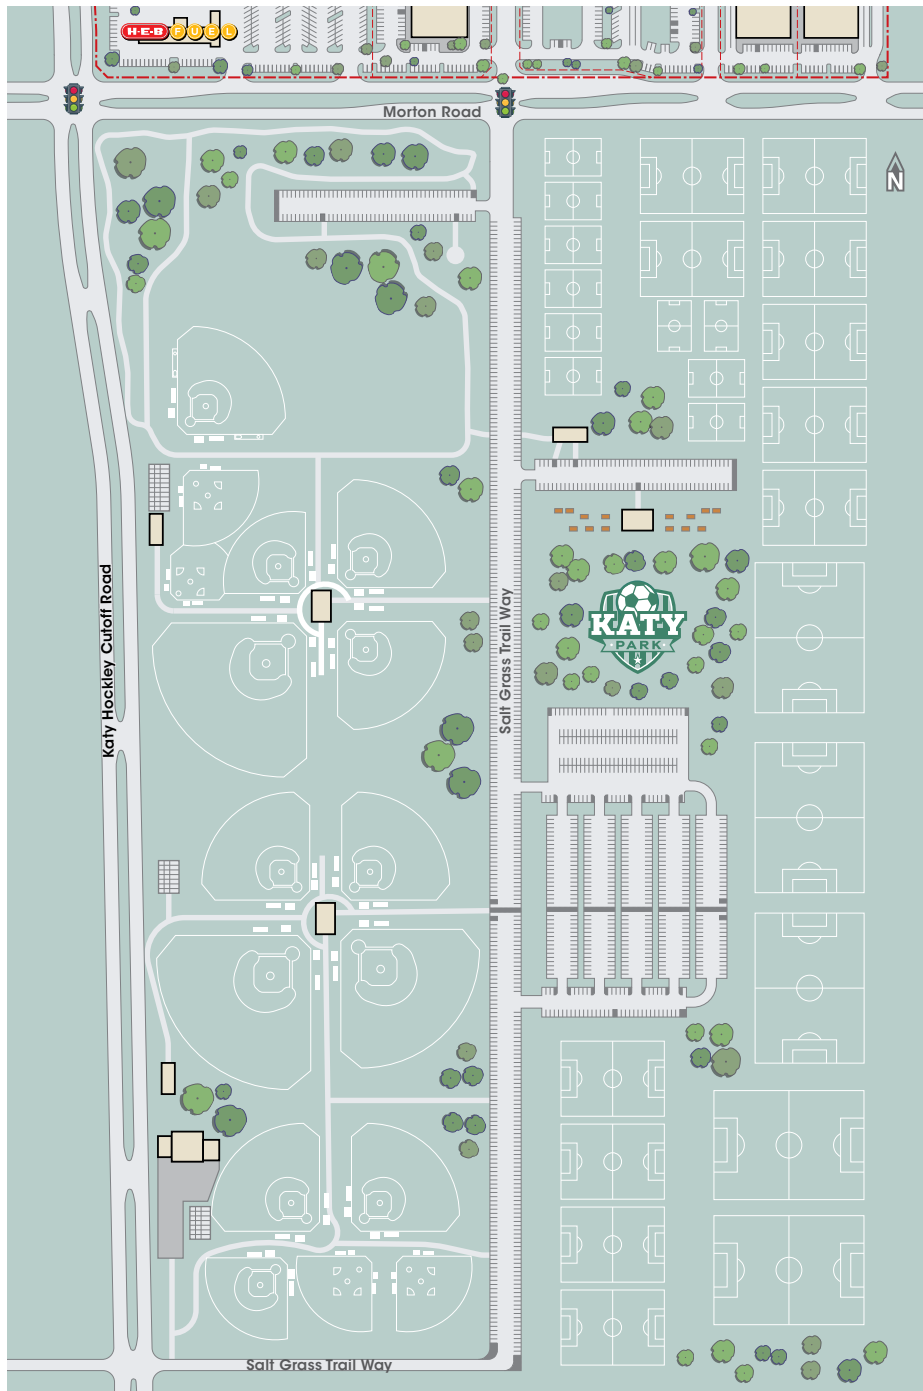 H-E-B FUEL
Morton Road
N
Katy Hockley Cutoff Road
Salt Grass Trail Way
KATY
PARK
Salt Grass Trail Way